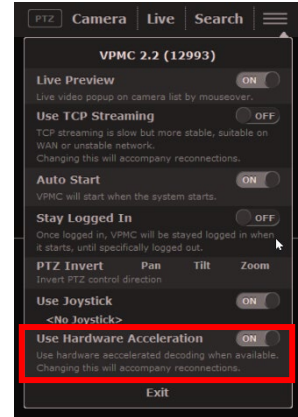 PTZ Camera Live Search
VPMC 2.2 (12993)
Live Preview ON
Live video popup on camera list by mouseover.
Use TCP Streaming OFF
TCP streaming is slow but more stable, suitable on
WAN or unstable network.
Changing this will accompany reconnections.
Auto Start ON
VPMC will start when the system starts.
Stay Logged In OFF
Once logged in, VPMC will be stayed logged in when
it starts, until specifically logged out.
PTZ Invert Pan Tilt Zoom
Invert PTZ control direction
Use Joystick ON
<No Joystick>
Use Hardware Acceleration ON
Use hardware aeccelerated decoding when available.
Changing this will accompany reconnections.
Exit